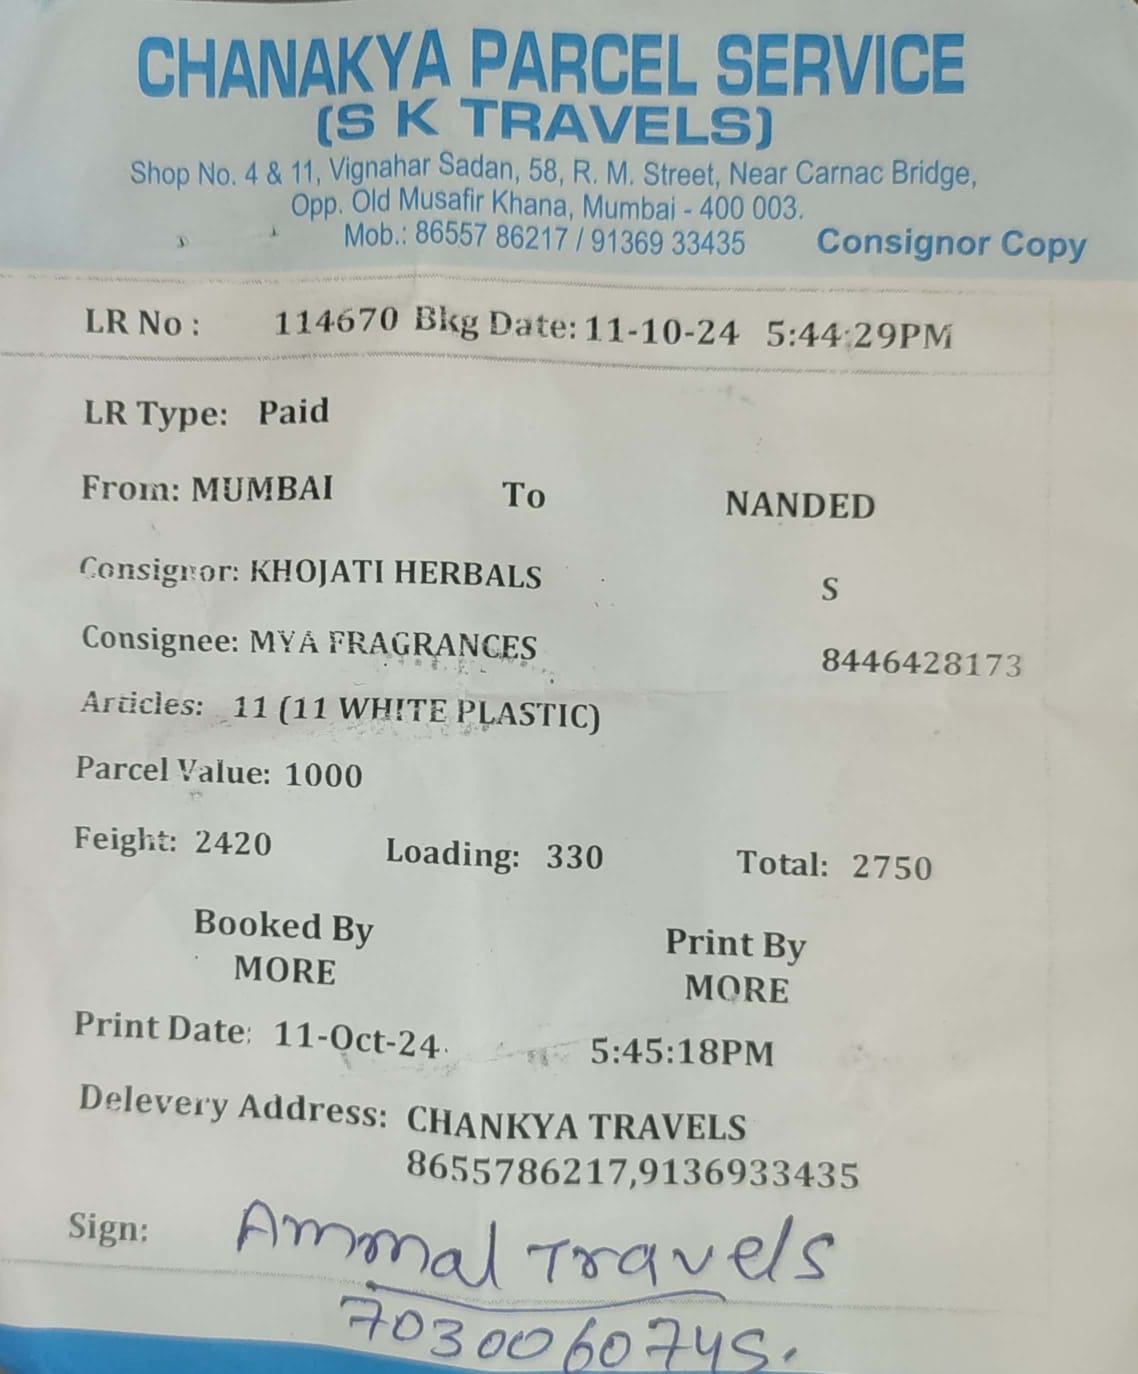 CHANAKYA PARCEL SERVICE
(S K TRAVELS)
Shop No. 4 & 11, Vignahar Sadan, 58, R. M. Street, Near Carnac Bridge,
Opp. Old Musafir Khana, Mumbai - 400 003.
Mob.: 86557 86217 / 91369 33435 Consignor Copy
LR No : 114670 Bkg Date: 11-10-24 5:44:29PM
LR Type: Paid
From: MUMBAI To NANDED
Consignor: KHOJATI HERBALS S
Consignee: MYA FRAGRANCES 8446428173
Articles: 11 (11 WHITE PLASTIC)
Parcel Value: 1000
Feight: 2420 Loading: 330 Total: 2750
Booked By Print By
MORE MORE
Print Date: 11-Oct-24 5:45:18PM
Delevery Address: CHANKYA TRAVELS
8655786217,9136933435
Sign: Ammal Travels
7030060745.